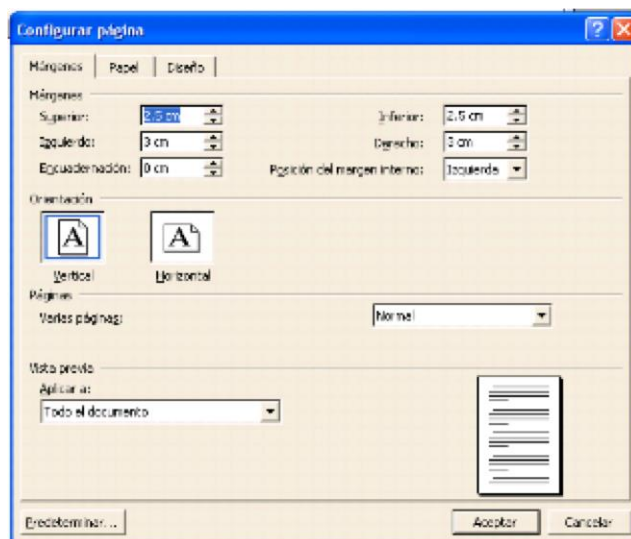 Configurar página
Márgenes Papel Diseño
Márgenes
Superior: 2,5 cm Inferior: 2,5 cm
Izquierdo: 3 cm Derecho: 3 cm
Encuadernación: 0 cm Posición del margen interno: Izquierda
Orientación
A A
Vertical Horizontal
Páginas
Varias páginas: Normal
Vista previa
Aplicar a:
Todo el documento
Predeterminar... Aceptar Cancelar